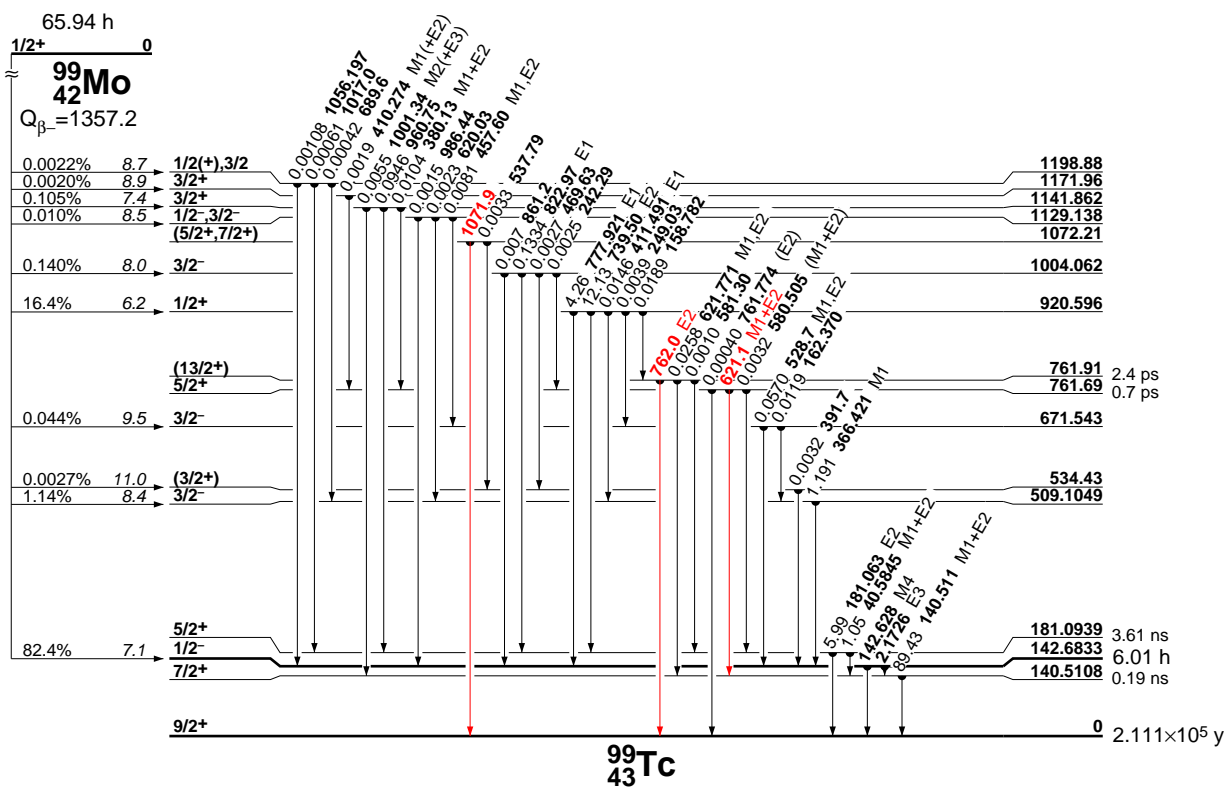 65.94 h
1/2+ 0
99
42 Mo
Qβ−=1357.2
0.0022% 8.7 1/2(+),3/2 1198.88
0.0020% 8.9 3/2+ 1171.96
0.105% 7.4 3/2+ 1141.862
0.010% 8.5 1/2−,3/2− 1129.138
(5/2+,7/2+) 1072.21
0.140% 8.0 3/2− 1004.062
16.4% 6.2 1/2+ 920.596
(13/2+) 761.91 2.4 ps
5/2+ 761.69 0.7 ps
0.044% 9.5 3/2− 671.543
0.0027% 11.0 (3/2+) 534.43
1.14% 8.4 3/2− 509.1049
5/2+ 181.0939 3.61 ns
82.4% 7.1 1/2− 142.6833 6.01 h
7/2+ 140.5108 0.19 ns
9/2+ 0 2.111×10⁵ y
0.00108 1056.197
0.00061 1017.0
0.00042 689.6
0.0019 410.274 M1(+E2)
0.0055 1001.34 M2(+E3)
0.0946 960.75
0.0104 380.13 M1+E2
0.0015 986.44
0.0023 620.03
0.0081 457.60 M1,E2
1071.9
0.0033 537.79
0.007 861.2
0.1334 822.97 E1
0.0027 469.63
0.0025 242.29
4.26 777.921 E1
12.13 739.50 E2
0.0146 411.491 E1
0.0039 249.03
0.0189 158.782
762.0 E2
0.0258 621.771 M1,E2
0.0010 581.30
0.00040 761.774 (E2)
621.1 M1+E2
0.0032 580.505 (M1+E2)
0.0570 528.7 M1,E2
0.0119 162.370
0.0032 391.7
1.191 366.421 M1
5.99 181.063 E2
1.05 40.5845 M1+E2
142.628 M4
2.1726 E3
89.43 140.511 M1+E2
99
43 Tc